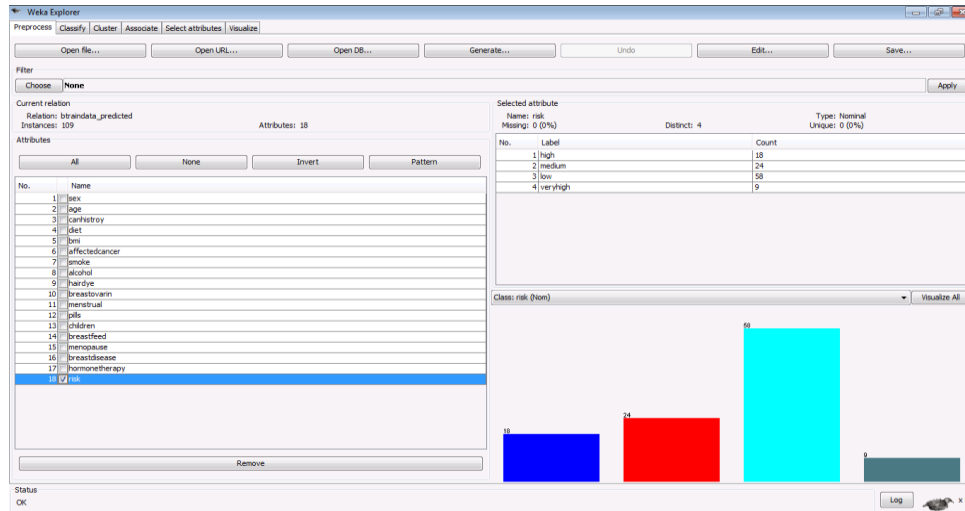 Weka Explorer
Preprocess Classify Cluster Associate Select attributes Visualize
Open file... Open URL... Open DB... Generate... Undo Edit... Save...
Filter
Choose None Apply
Current relation
Relation: btraindata_predicted
Instances: 109 Attributes: 18
Attributes
All None Invert Pattern
No. Name
1 sex
2 age
3 canhistroy
4 diet
5 bmi
6 affectedcancer
7 smoke
8 alcohol
9 hairdye
10 breastovarin
11 menstrual
12 pills
13 children
14 breastfeed
15 menopause
16 breastdisease
17 hormonetherapy
18 risk
Remove
Selected attribute
Name: risk Type: Nominal
Missing: 0 (0%) Distinct: 4 Unique: 0 (0%)
No. Label Count
1 high 18
2 medium 24
3 low 58
4 veryhigh 9
Class: risk (Nom) Visualize All
18
24
58
9
Status
OK
Log x